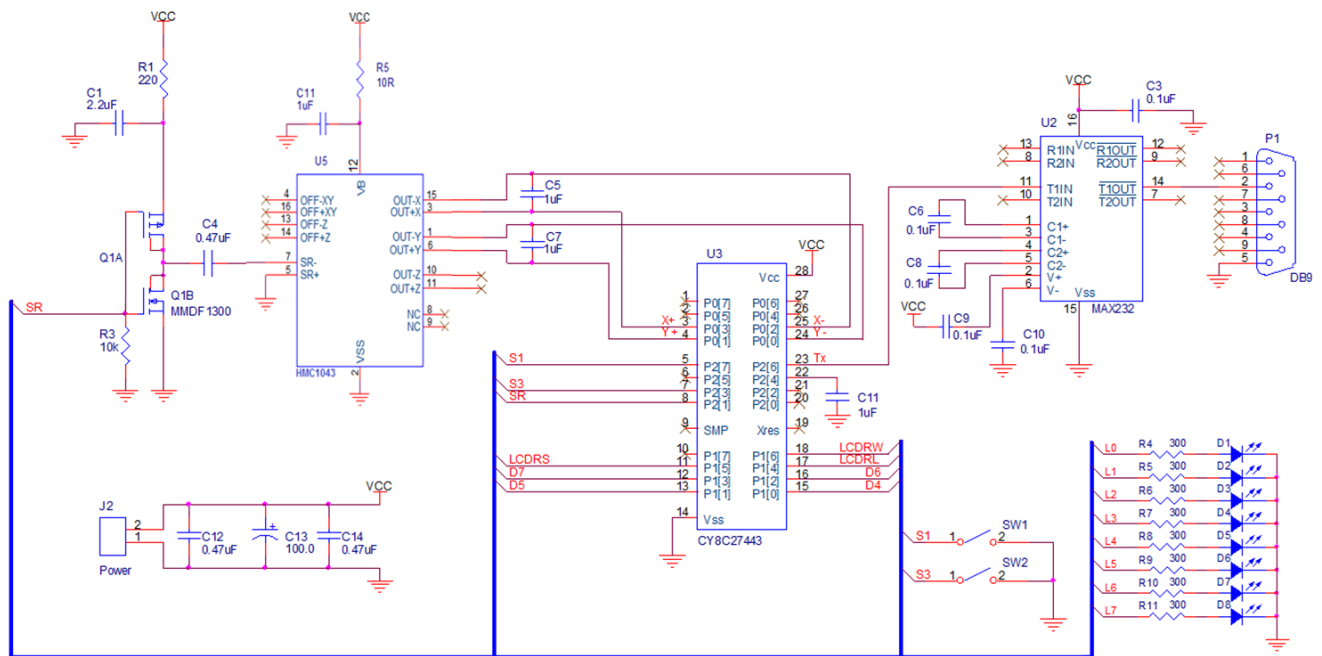 VCC
R1
220
C1
2.2uF
Q1A
Q1B
MMDF1300
C4
0.47uF
R3
10k
SR
VCC
R5
10R
C11
1uF
U5
12
VB
4 OFF-XY
16 OFF+XY
13 OFF-Z
14 OFF+Z
7 SR-
5 SR+
OUT-X 15
OUT+X 3
OUT-Y 1
OUT+Y 6
OUT-Z 10
OUT+Z 11
NC 8
NC 9
VSS
2
HMC1043
C5
1uF
C7
1uF
U3
VCC
Vcc 28
1 P0[7] P0[6] 27
2 P0[5] P0[4] 26
X+ 3 P0[3] P0[2] 25 X-
Y+ 4 P0[1] P0[0] 24 Y-
S1 5 P2[7] P2[6] 23 Tx
6 P2[5] P2[4] 22
S3 7 P2[3] P2[2] 21
SR 8 P2[1] P2[0] 20
9 SMP Xres 19
10 P1[7] P1[6] 18 LCDRW
LCDRS 11 P1[5] P1[4] 17 LCDRL
D7 12 P1[3] P1[2] 16 D6
D5 13 P1[1] P1[0] 15 D4
14 Vss
CY8C27443
C11
1uF
VCC
C3
0.1uF
U2
16
Vcc
13 R1IN R1OUT 12
8 R2IN R2OUT 9
11 T1IN T1OUT 14
10 T2IN T2OUT 7
1 C1+
3 C1-
4 C2+
5 C2-
2 V+
6 V-
Vss
15
MAX232
C6
0.1uF
C8
0.1uF
VCC
C9
0.1uF
C10
0.1uF
P1
1
6
2
7
3
8
4
9
5
DB9
J2
2
1
Power
VCC
C12
0.47uF
+
C13
100.0
C14
0.47uF
S1 1 2 SW1
S3 1 2 SW2
L0 R4 300 D1
L1 R5 300 D2
L2 R6 300 D3
L3 R7 300 D4
L4 R8 300 D5
L5 R9 300 D6
L6 R10 300 D7
L7 R11 300 D8